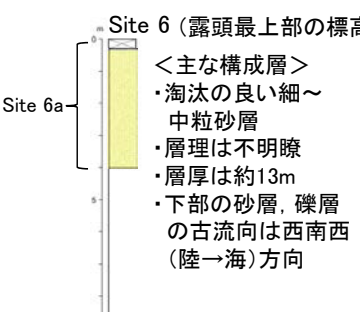 Site 6 (露頭最上部の標高
m
0
<主な構成層>
・淘汰の良い細~
中粒砂層
Site 6a
・層理は不明瞭
・層厚は約13m
・下部の砂層, 礫層
の古流向は西南西
(陸→海)方向
5